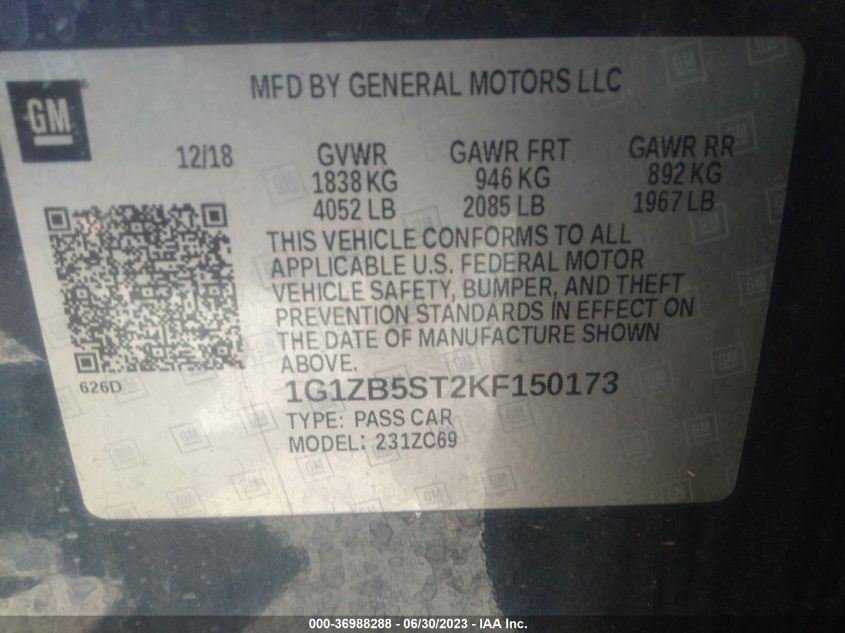 MFD BY GENERAL MOTORS LLC
GM
12/18 GVWR GAWR FRT GAWR RR
1838 KG 946 KG 892 KG
4052 LB 2085 LB 1967 LB
THIS VEHICLE CONFORMS TO ALL
APPLICABLE U.S. FEDERAL MOTOR
VEHICLE SAFETY, BUMPER, AND THEFT
PREVENTION STANDARDS IN EFFECT ON
THE DATE OF MANUFACTURE SHOWN
ABOVE.
626D
1G1ZB5ST2KF150173
TYPE: PASS CAR
MODEL: 231ZC69
000-36988288 - 06/30/2023 - IAA Inc.